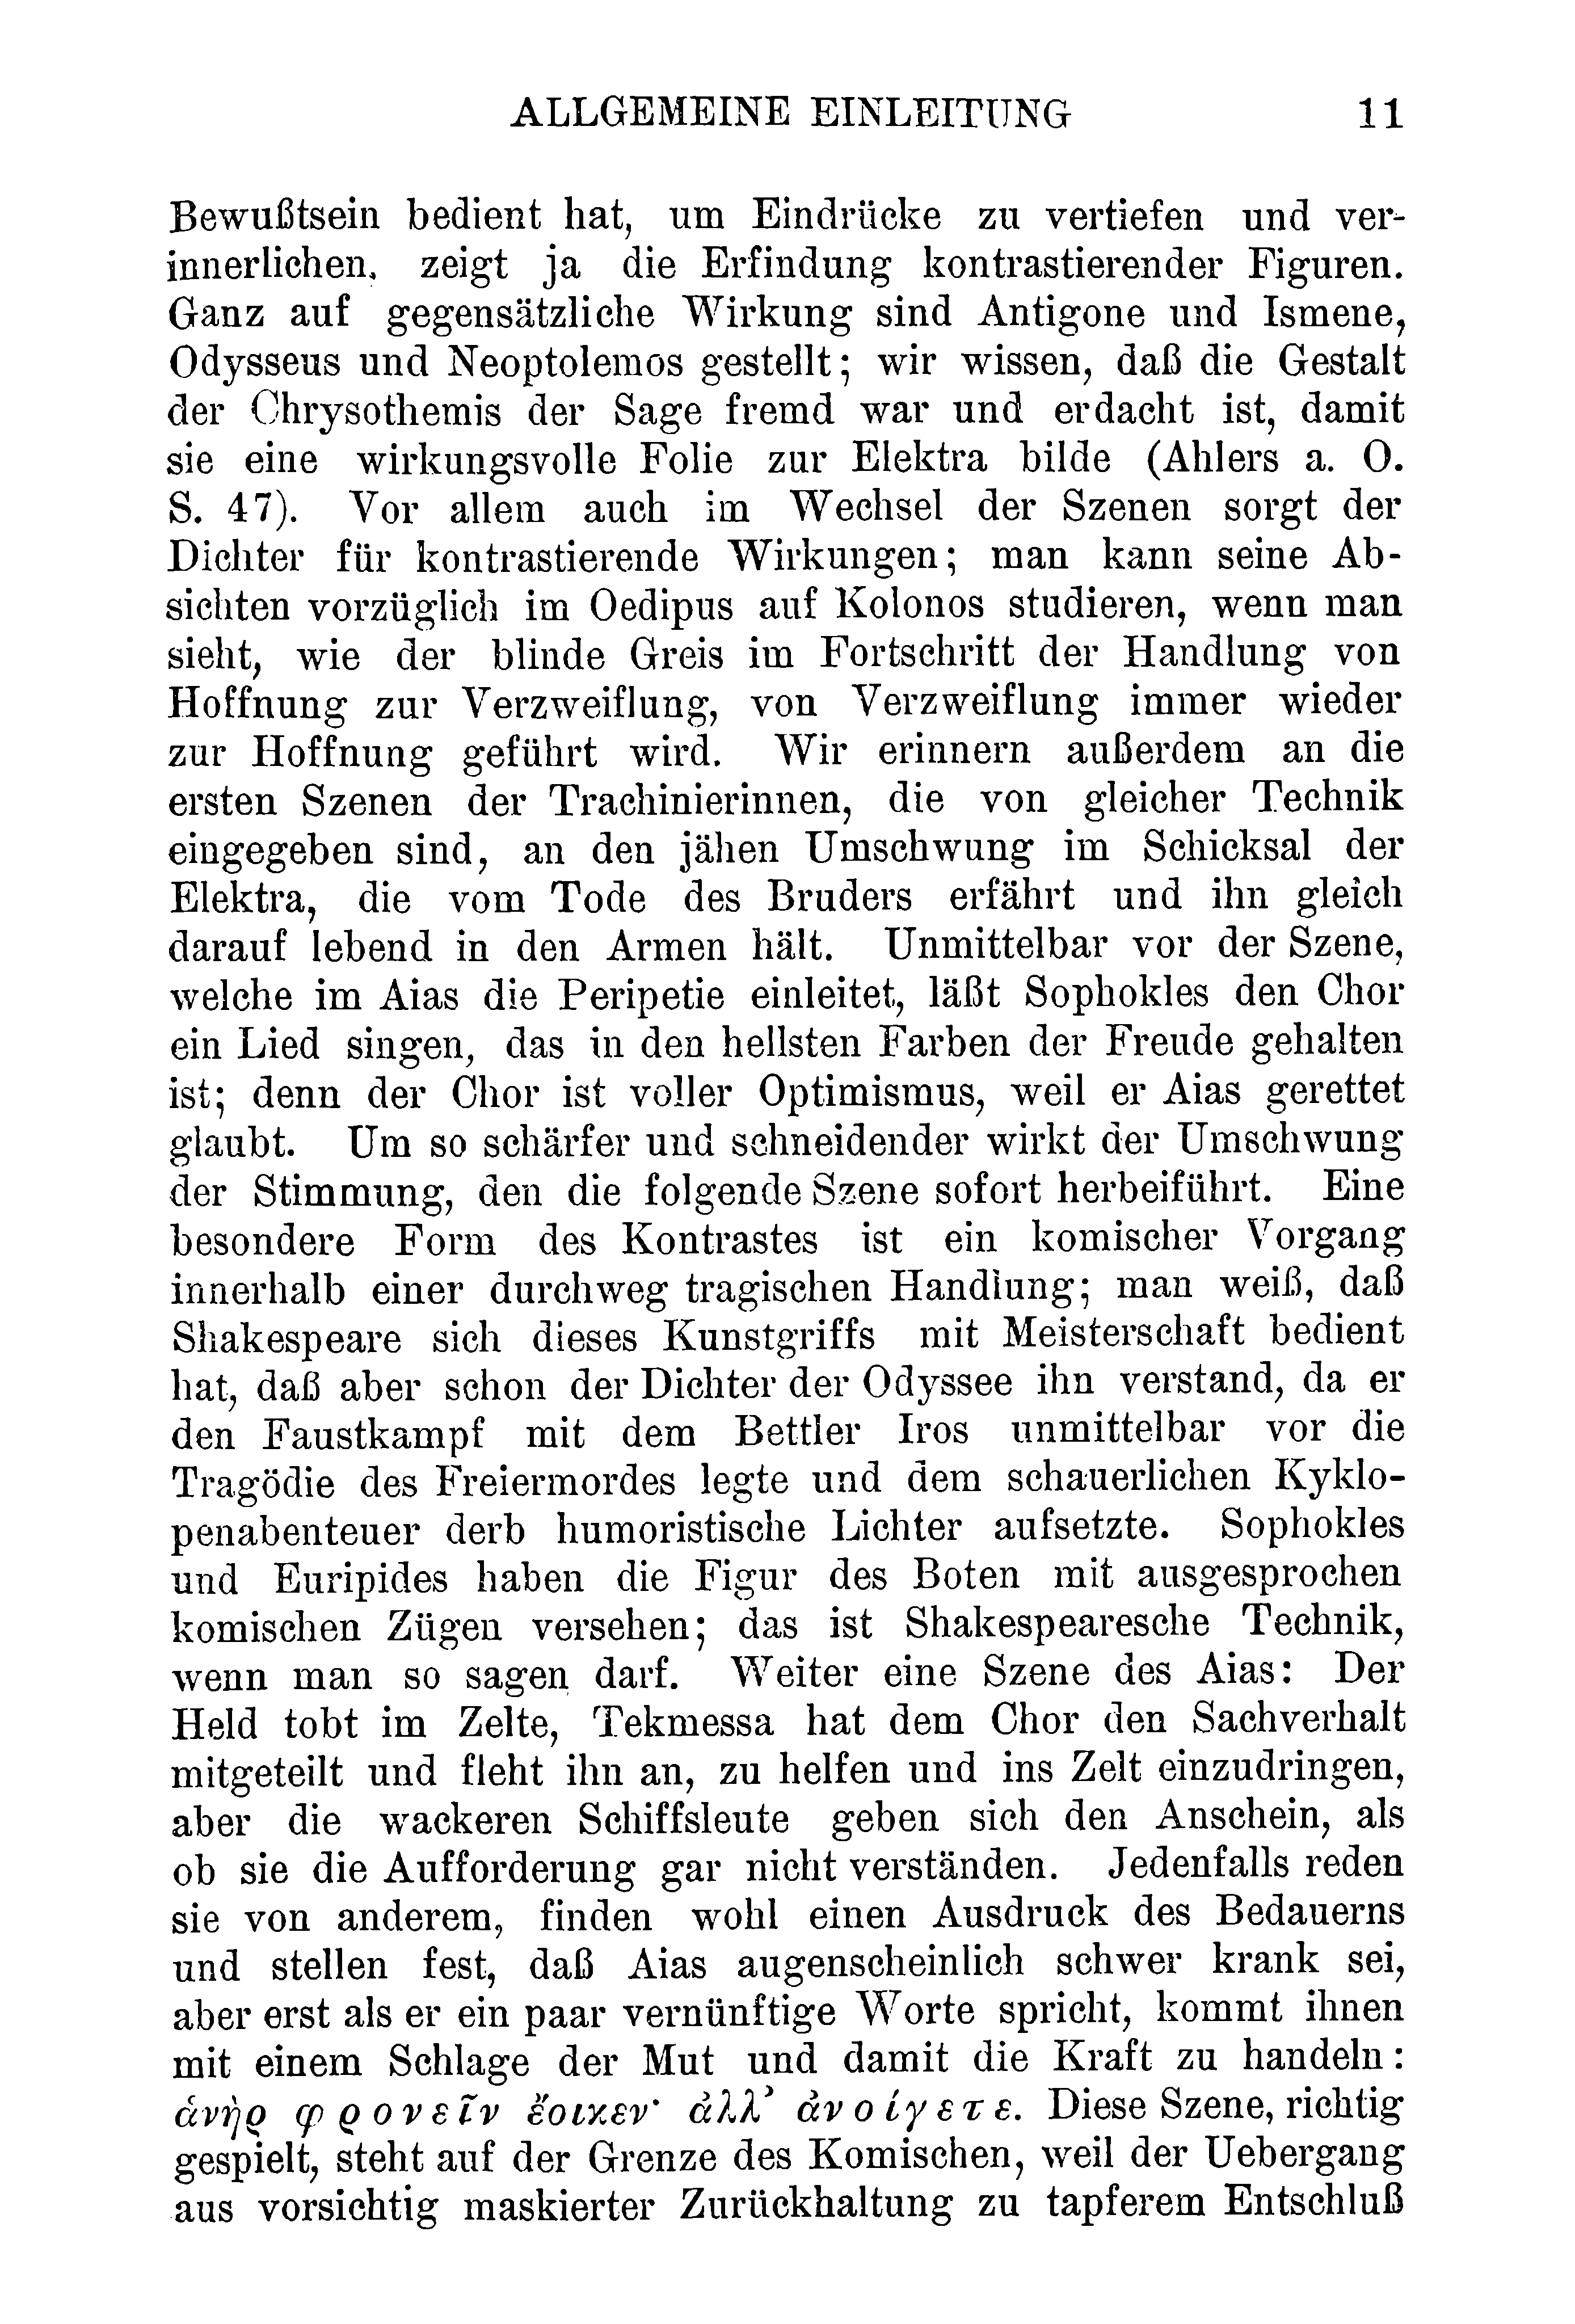 ALLGEMEINE EINLEITUNG 11
Bewußtsein bedient hat, um Eindrücke zu vertiefen und ver-
innerlichen, zeigt ja die Erfindung kontrastierender Figuren.
Ganz auf gegensätzliche Wirkung sind Antigone und Ismene,
Odysseus und Neoptolemos gestellt; wir wissen, daß die Gestalt
der Chrysothemis der Sage fremd war und erdacht ist, damit
sie eine wirkungsvolle Folie zur Elektra bilde (Ahlers a. O.
S. 47). Vor allem auch im Wechsel der Szenen sorgt der
Dichter für kontrastierende Wirkungen; man kann seine Ab-
sichten vorzüglich im Oedipus auf Kolonos studieren, wenn man
sieht, wie der blinde Greis im Fortschritt der Handlung von
Hoffnung zur Verzweiflung, von Verzweiflung immer wieder
zur Hoffnung geführt wird. Wir erinnern außerdem an die
ersten Szenen der Trachinierinnen, die von gleicher Technik
eingegeben sind, an den jähen Umschwung im Schicksal der
Elektra, die vom Tode des Bruders erfährt und ihn gleich
darauf lebend in den Armen hält. Unmittelbar vor der Szene,
welche im Aias die Peripetie einleitet, läßt Sophokles den Chor
ein Lied singen, das in den hellsten Farben der Freude gehalten
ist; denn der Chor ist voller Optimismus, weil er Aias gerettet
glaubt. Um so schärfer und schneidender wirkt der Umschwung
der Stimmung, den die folgende Szene sofort herbeiführt. Eine
besondere Form des Kontrastes ist ein komischer Vorgang
innerhalb einer durchweg tragischen Handlung; man weiß, daß
Shakespeare sich dieses Kunstgriffs mit Meisterschaft bedient
hat, daß aber schon der Dichter der Odyssee ihn verstand, da er
den Faustkampf mit dem Bettler Iros unmittelbar vor die
Tragödie des Freiermordes legte und dem schauerlichen Kyklo-
penabenteuer derb humoristische Lichter aufsetzte. Sophokles
und Euripides haben die Figur des Boten mit ausgesprochen
komischen Zügen versehen; das ist Shakespearesche Technik,
wenn man so sagen darf. Weiter eine Szene des Aias: Der
Held tobt im Zelte, Tekmessa hat dem Chor den Sachverhalt
mitgeteilt und fleht ihn an, zu helfen und ins Zelt einzudringen,
aber die wackeren Schiffsleute geben sich den Anschein, als
ob sie die Aufforderung gar nicht verständen. Jedenfalls reden
sie von anderem, finden wohl einen Ausdruck des Bedauerns
und stellen fest, daß Aias augenscheinlich schwer krank sei,
aber erst als er ein paar vernünftige Worte spricht, kommt ihnen
mit einem Schlage der Mut und damit die Kraft zu handeln:
ἁνὴρ φρονεῖν ἔοικεν· ἀλλ’ ἀνοίγετε. Diese Szene, richtig
gespielt, steht auf der Grenze des Komischen, weil der Uebergang
aus vorsichtig maskierter Zurückhaltung zu tapferem Entschluß